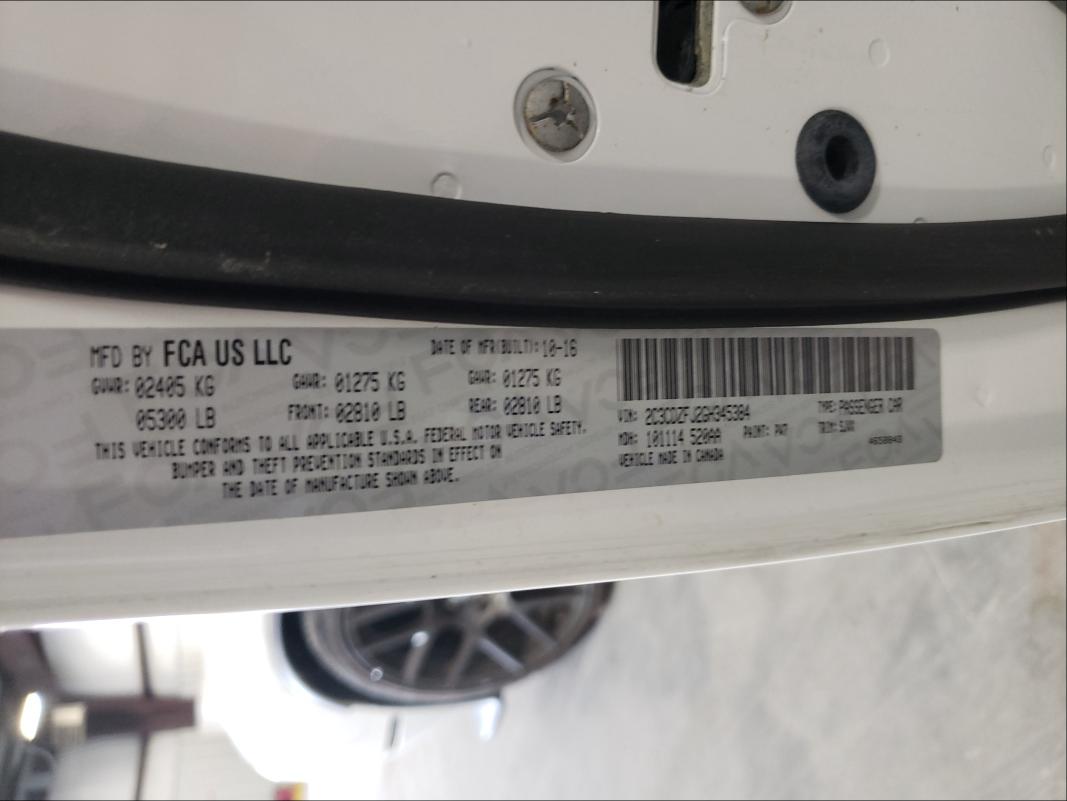 MFD BY FCA US LLC
DATE OF MFR(BUILT): 10-16
GVWR: 02405 KG
GAWR: 01275 KG
GAWR: 01275 KG
05300 LB
FRONT: 02810 LB
REAR: 02810 LB
THIS VEHICLE CONFORMS TO ALL APPLICABLE U.S.A. FEDERAL MOTOR VEHICLE SAFETY,
BUMPER AND THEFT PREVENTION STANDARDS IN EFFECT ON
THE DATE OF MANUFACTURE SHOWN ABOVE.
VIN: 2C3CDZFJ2GH345384
TYPE: PASSENGER CAR
MDH: 101114 520AA
PAINT: PW7
TRIM:
VEHICLE MADE IN CANADA